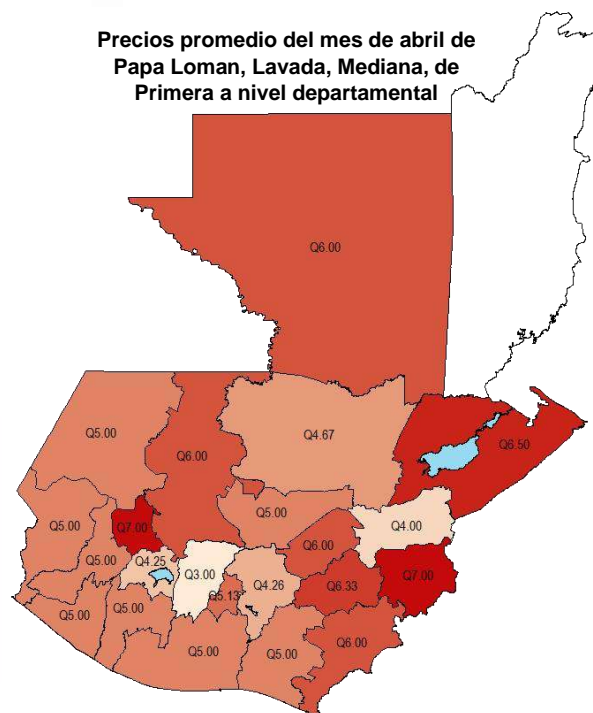 Precios promedio del mes de abril de
Papa Loman, Lavada, Mediana, de
Primera a nivel departamental
Q6.00
Q5.00
Q6.00
Q4.67
Q6.50
Q5.00
Q7.00
Q5.00
Q4.00
Q5.00
Q4.25
Q3.00
Q5.13
Q4.26
Q6.00
Q6.33
Q7.00
Q5.00
Q5.00
Q5.00
Q6.00